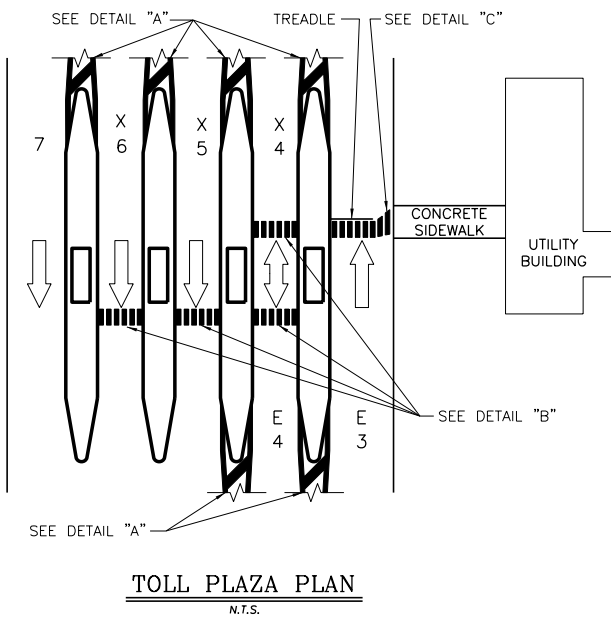 SEE DETAIL "A"
TREADLE
SEE DETAIL "C"
7
X
6
X
5
X
4
CONCRETE
SIDEWALK
UTILITY
BUILDING
E
4
E
3
SEE DETAIL "B"
SEE DETAIL "A"
TOLL PLAZA PLAN
N.T.S.